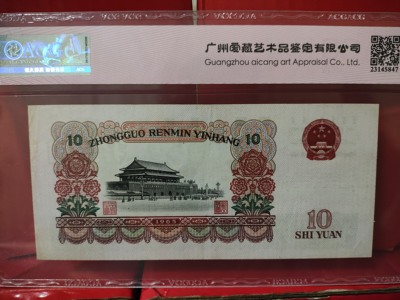 广州爱藏艺术品鉴定有限公司
Guangzhou aicang art Appraisal Co., Ltd.
23145847
ZHONGGUO RENMIN YINHANG
10
10
1965
10
SHI YUAN